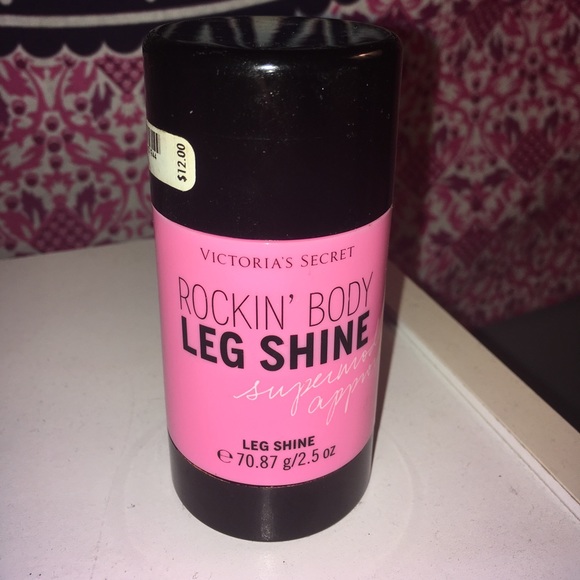 $12.00
VICTORIA'S SECRET
ROCKIN' BODY
LEG SHINE
LEG SHINE
℮ 70.87 g/2.5 oz